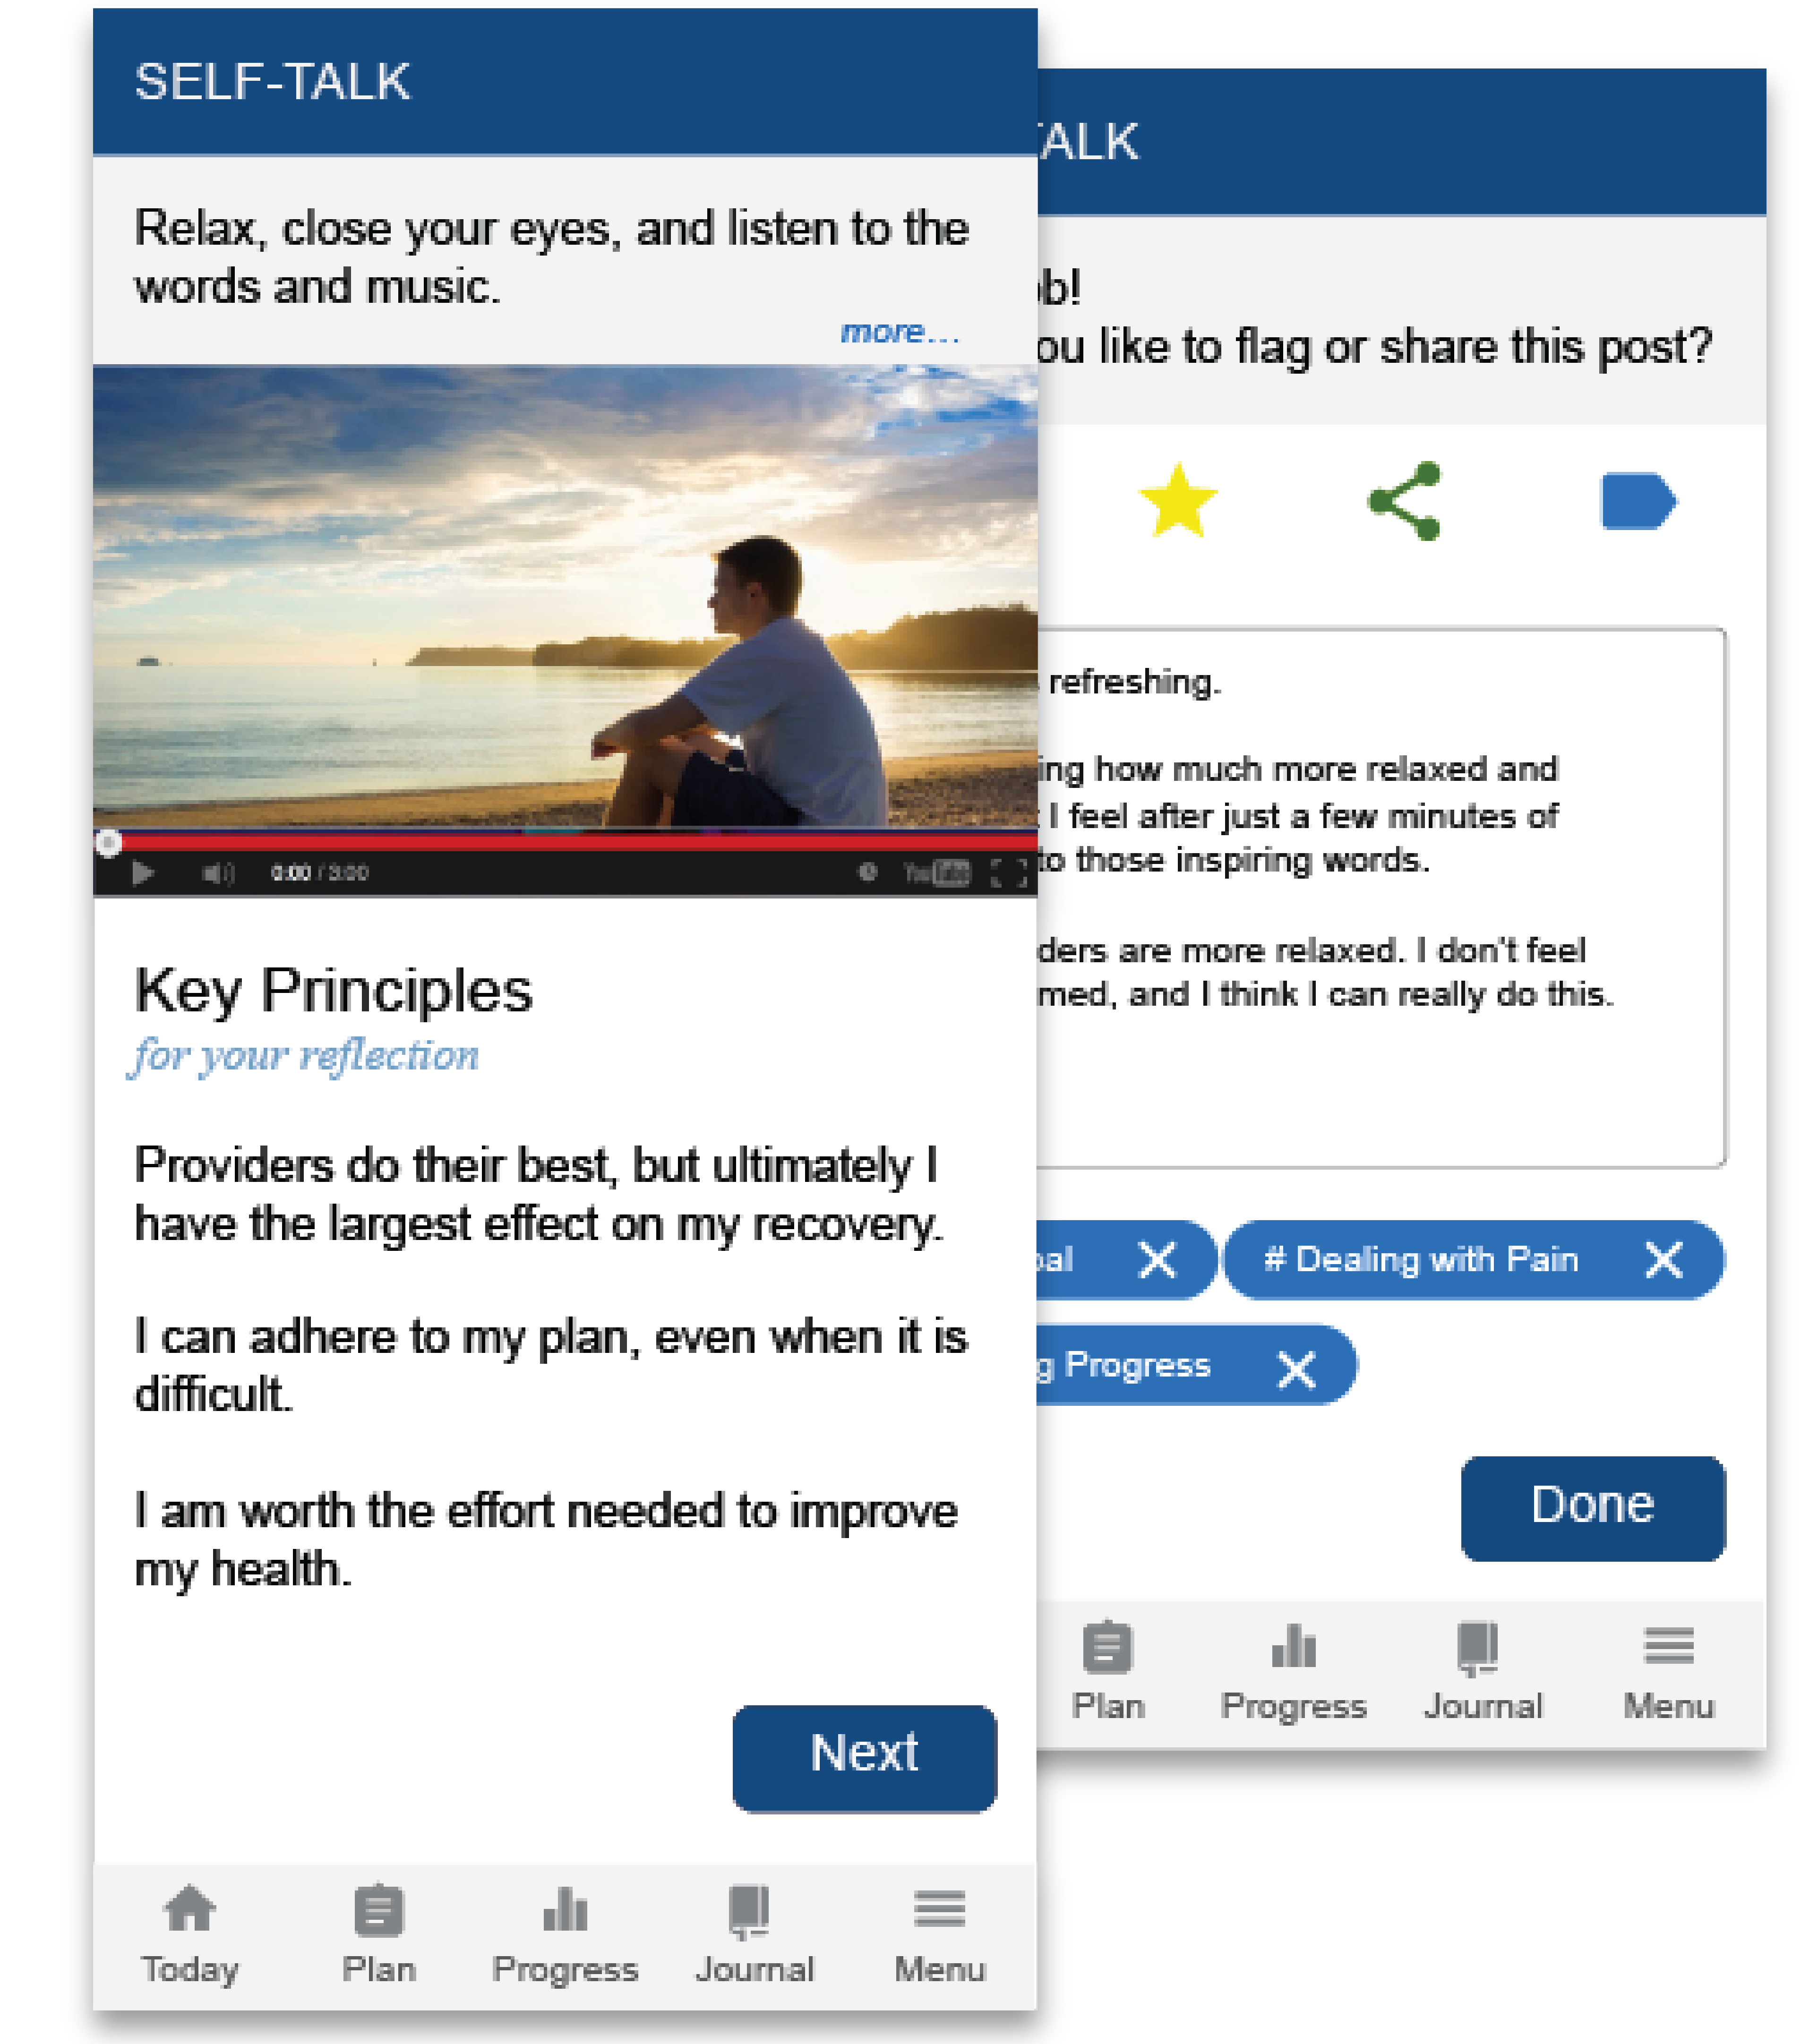 SELF-TALK
Relax, close your eyes, and listen to the
words and music.
more...
0:00 / 3:00
YouTube
Key Principles
for your reflection
Providers do their best, but ultimately I
have the largest effect on my recovery.
I can adhere to my plan, even when it is
difficult.
I am worth the effort needed to improve
my health.
Next
Today
Plan
Progress
Journal
Menu
TALK
ob!
ou like to flag or share this post?
refreshing.
ing how much more relaxed and
I feel after just a few minutes of
to those inspiring words.
ders are more relaxed. I don't feel
med, and I think I can really do this.
oal
# Dealing with Pain
g Progress
Done
Plan
Progress
Journal
Menu